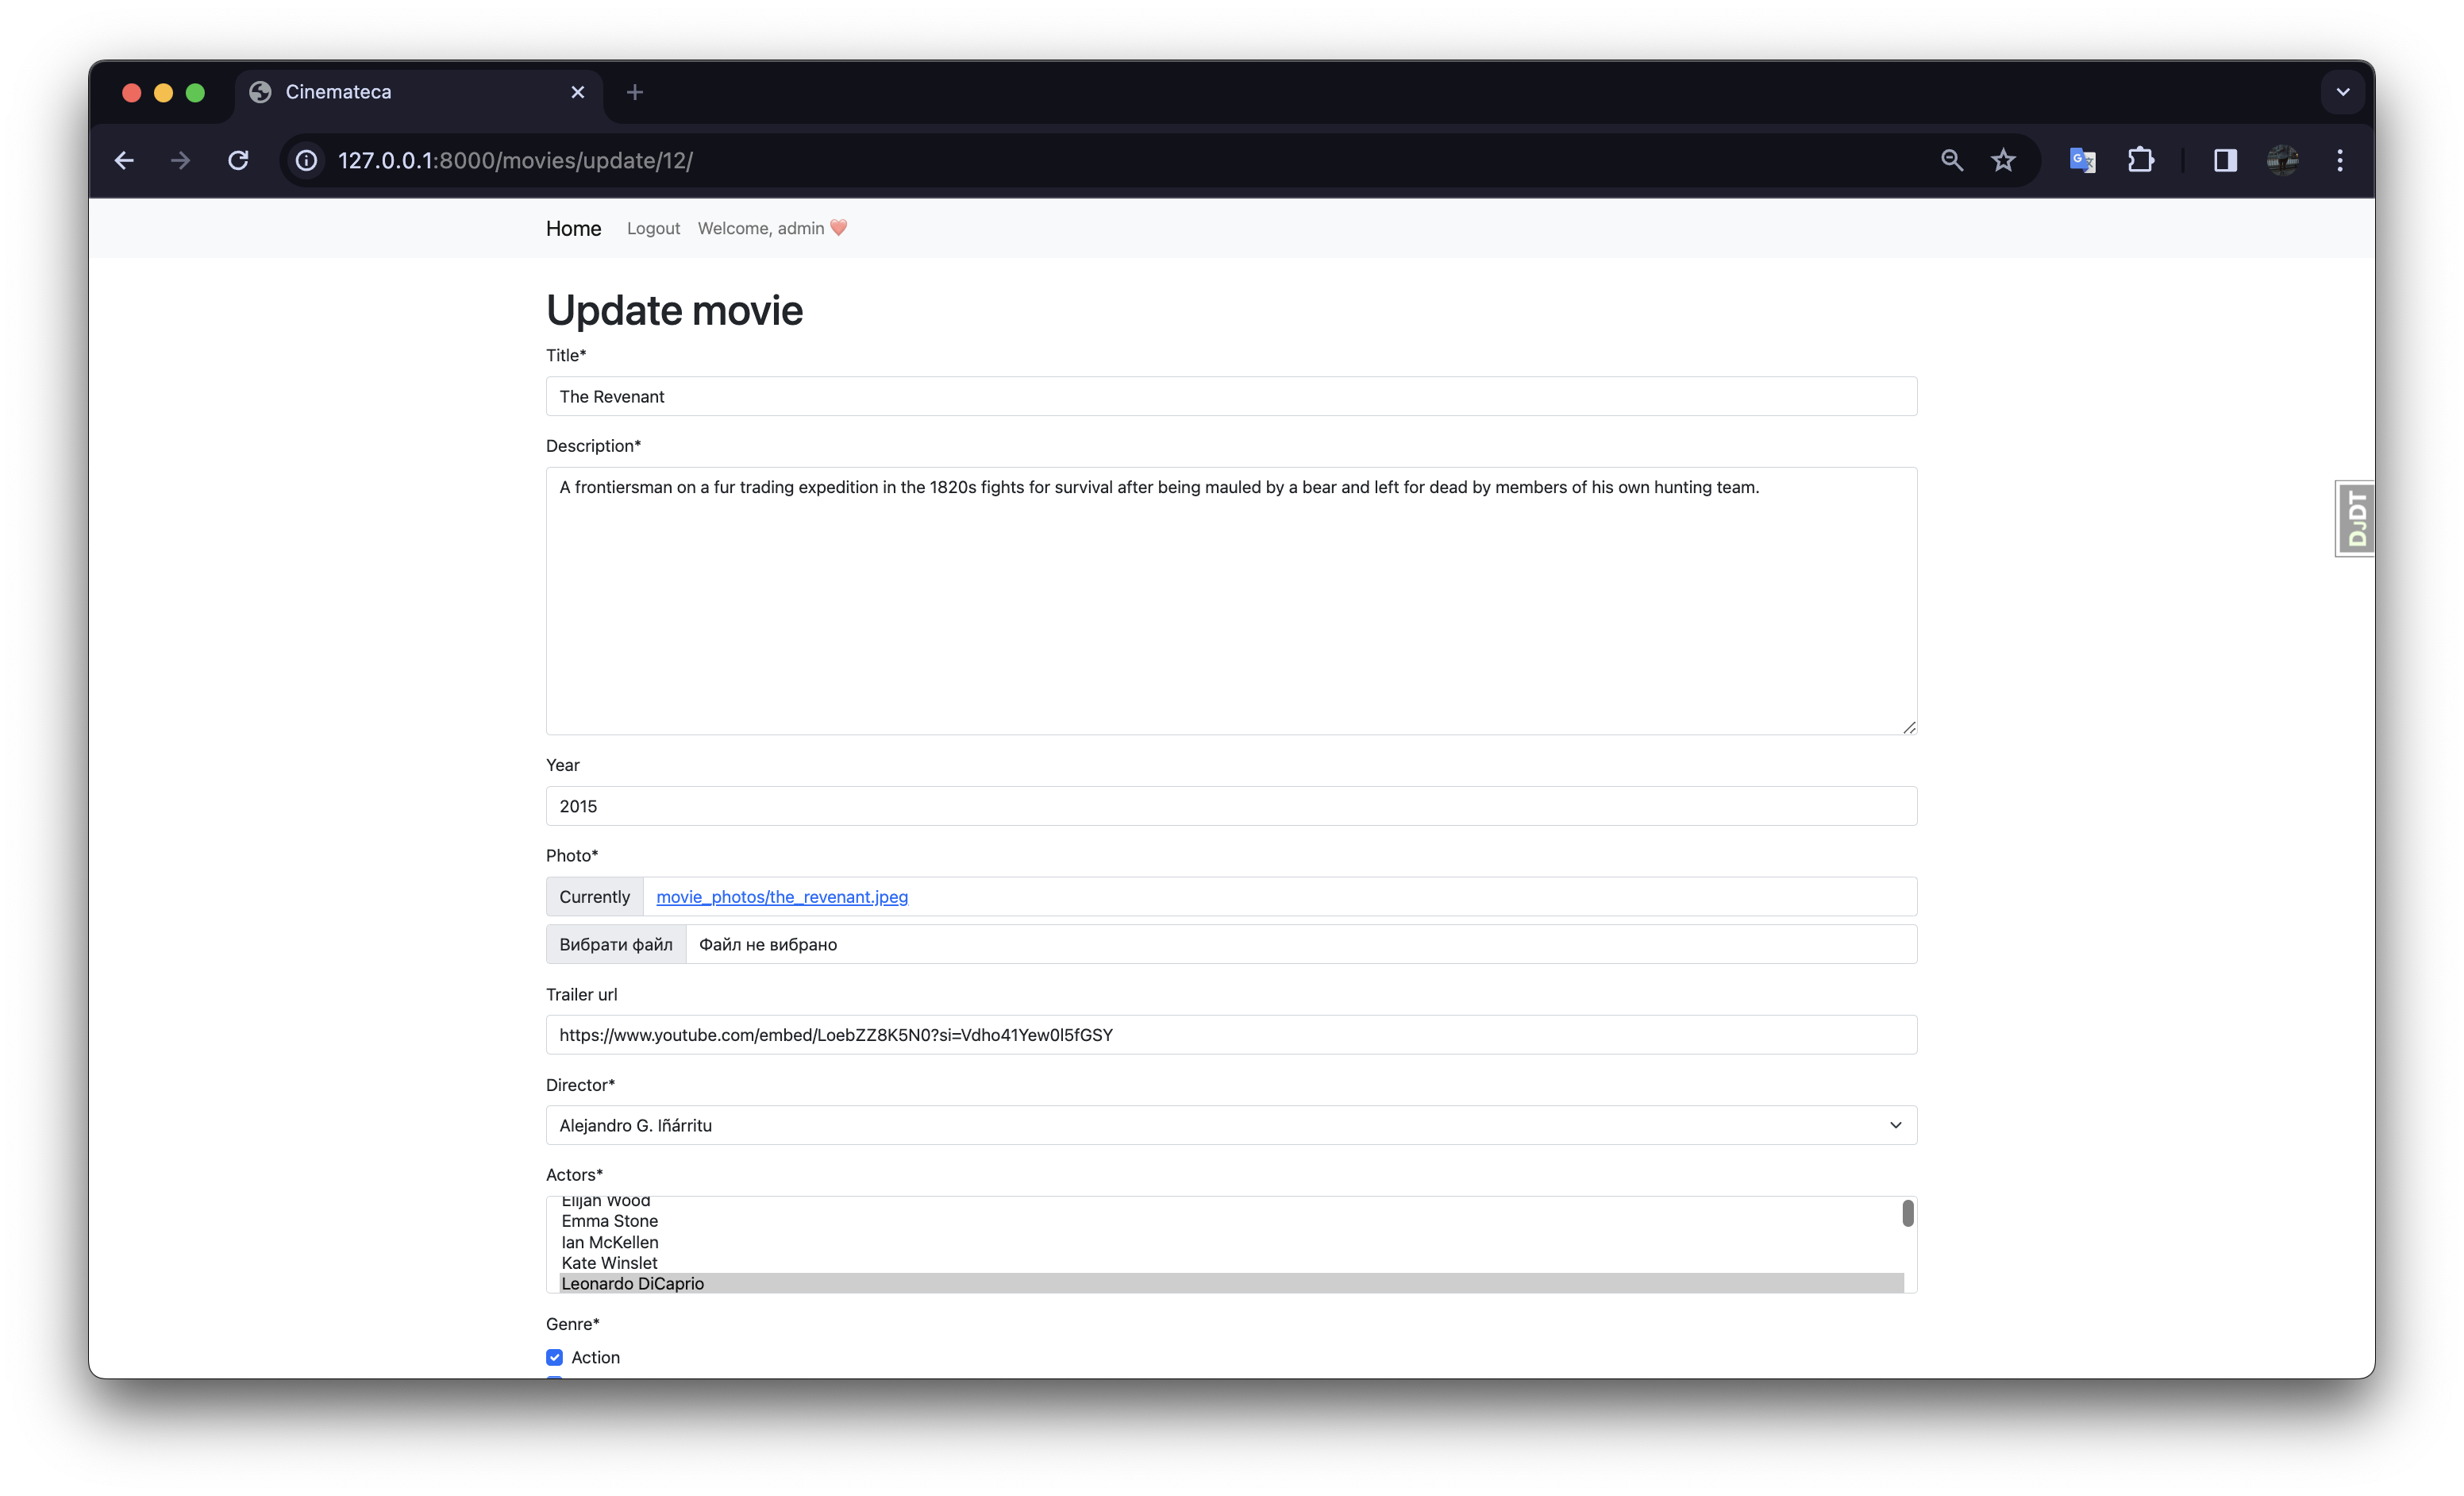 Cinemateca
127.0.0.1:8000/movies/update/12/
Home Logout Welcome, admin
Update movie
Title*
The Revenant
Description*
A frontiersman on a fur trading expedition in the 1820s fights for survival after being mauled by a bear and left for dead by members of his own hunting team.
DJDT
Year
2015
Photo*
Currently movie_photos/the_revenant.jpeg
Вибрати файл Файл не вибрано
Trailer url
https://www.youtube.com/embed/LoebZZ8K5N0?si=Vdho41Yew0l5fGSY
Director*
Alejandro G. Iñárritu
Actors*
Elijah Wood
Emma Stone
Ian McKellen
Kate Winslet
Leonardo DiCaprio
Genre*
Action